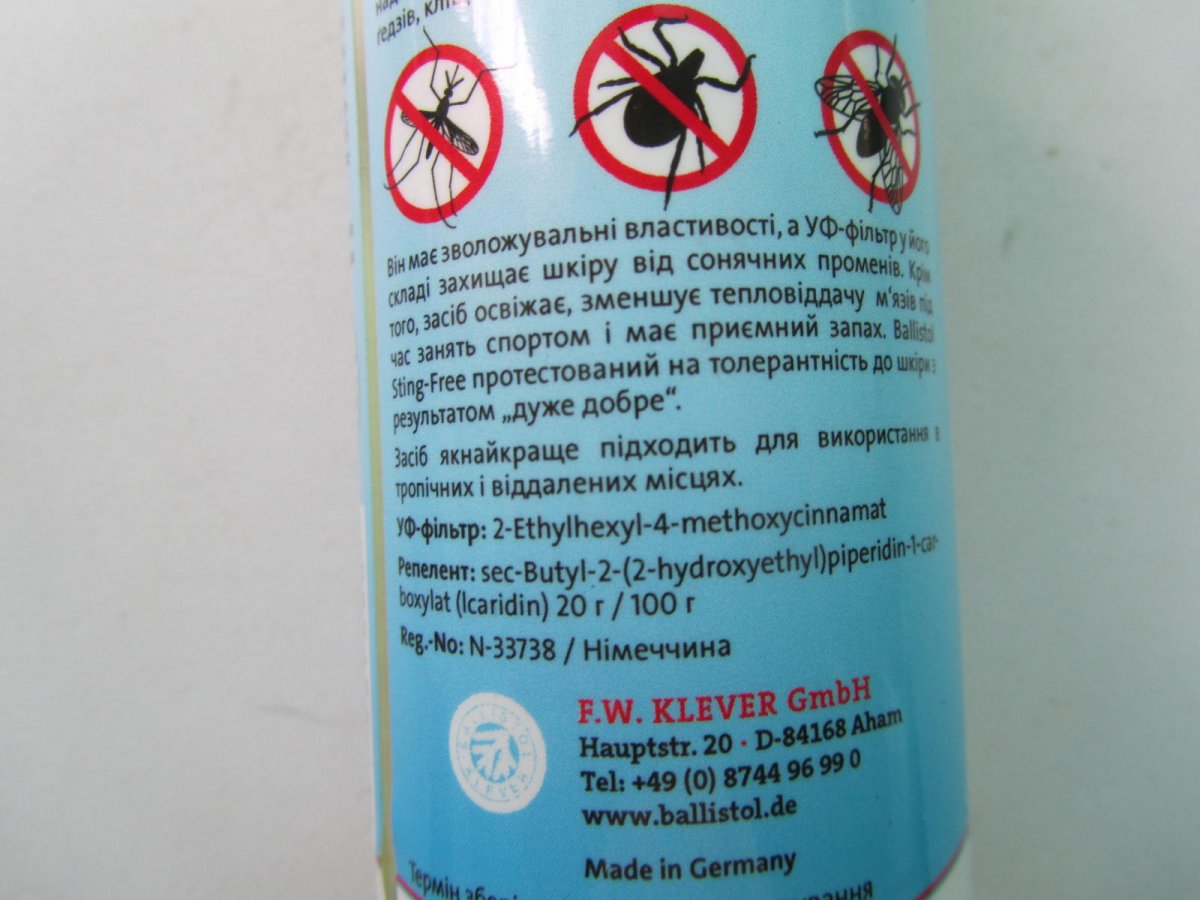 ґедзів,
Він має зволожувальні властивості, а УФ-фільтр у його
складі захищає шкіру від сонячних променів. Крім
того, засіб освіжає, зменшує тепловіддачу м‘язів під
час занять спортом і має приємний запах. Ballistol
Sting-Free протестований на толерантність до шкіри з
результатом „дуже добре“.
Засіб якнайкраще підходить для використання в
тропічних і віддалених місцях.
УФ-фільтр: 2-Ethylhexyl-4-methoxycinnamat
Репелент: sec-Butyl-2-(2-hydroxyethyl)piperidin-1-car-
boxylat (Icaridin) 20 г / 100 г
Reg.-No: N-33738 / Німеччина
BALLISTOL
KLEVER
F.W. KLEVER GmbH
Hauptstr. 20 · D-84168 Aham
Tel: +49 (0) 8744 96 99 0
www.ballistol.de
Made in Germany
Термін